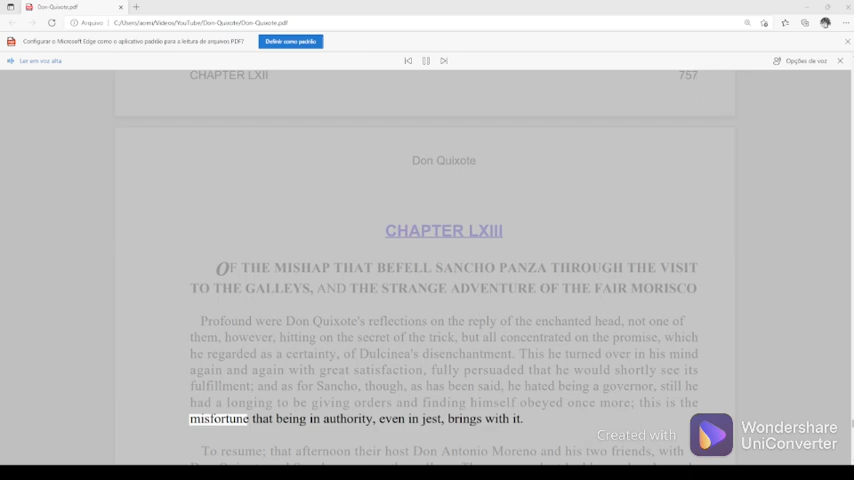 Don-Quixote.pdf
Arquivo C:/Users/aoxns/Videos/YouTube/Don-Quixote/Don-Quixote.pdf
Configurar o Microsoft Edge como o aplicativo padrão para a leitura de arquivos PDF? Definir como padrão
Ler em voz alta Opções de voz
CHAPTER LXII 757
Don Quixote
CHAPTER LXIII
OF THE MISHAP THAT BEFELL SANCHO PANZA THROUGH THE VISIT
TO THE GALLEYS, AND THE STRANGE ADVENTURE OF THE FAIR MORISCO
Profound were Don Quixote's reflections on the reply of the enchanted head, not one of
them, however, hitting on the secret of the trick, but all concentrated on the promise, which
he regarded as a certainty, of Dulcinea's disenchantment. This he turned over in his mind
again and again with great satisfaction, fully persuaded that he would shortly see its
fulfillment; and as for Sancho, though, as has been said, he hated being a governor, still he
had a longing to be giving orders and finding himself obeyed once more; this is the
misfortune that being in authority, even in jest, brings with it.
Created with Wondershare
UniConverter
To resume; that afternoon their host Don Antonio Moreno and his two friends, with